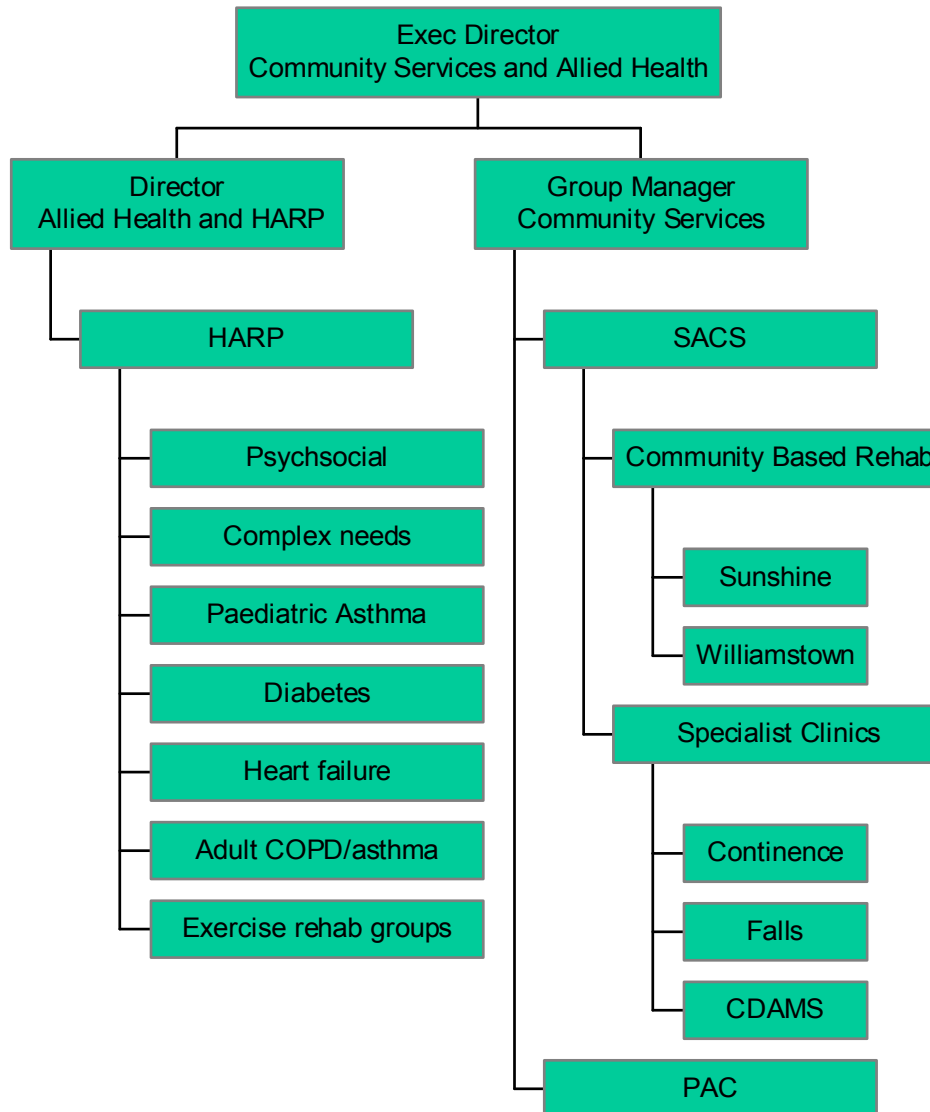 Exec Director
Community Services and Allied Health
Director
Allied Health and HARP
Group Manager
Community Services
HARP
SACS
Psychsocial
Community Based Rehab
Complex needs
Sunshine
Paediatric Asthma
Williamstown
Diabetes
Specialist Clinics
Heart failure
Adult COPD/asthma
Continence
Exercise rehab groups
Falls
CDAMS
PAC